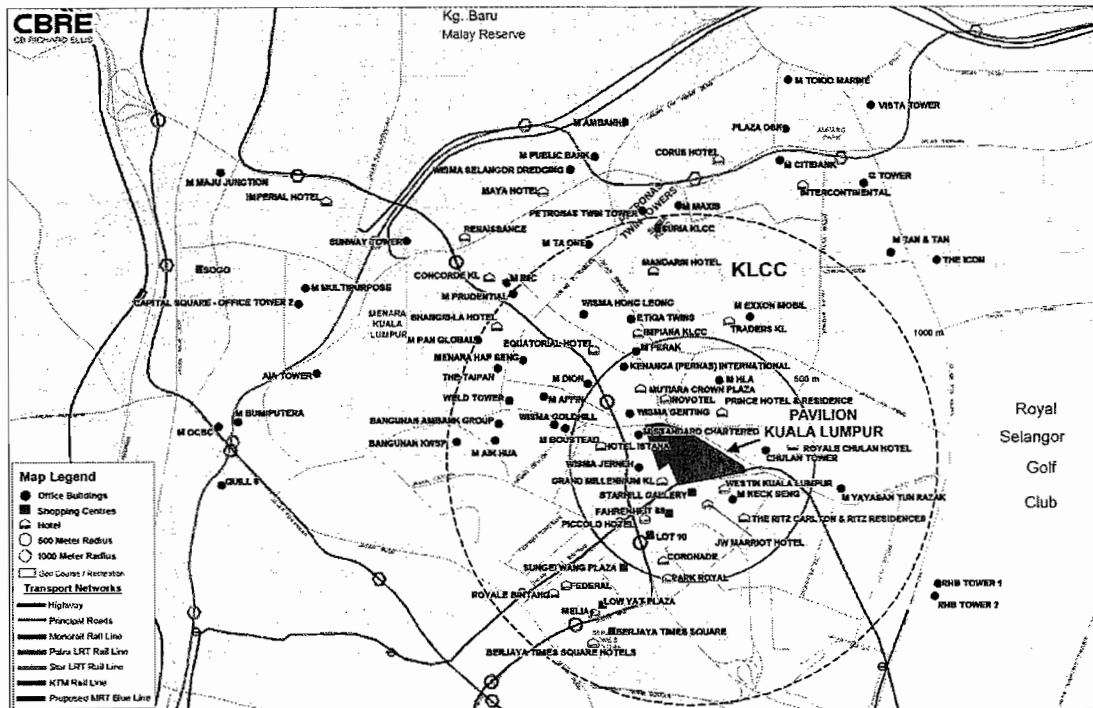 CBRE
CB RICHARD ELLIS
Kg. Baru
Malay Reserve
M TOKIO MARINE
VISTA TOWER
M AMBANK
PLAZA OSK
AMPANG
PARK
M PUBLIC BANK
CORUS HOTEL
M CITIBANK
WISMA SELANGOR DREDGING
M MAJU JUNCTION
MAYA HOTEL
INTERCONTINENTAL
IMPERIAL HOTEL
PETRONAS
TWIN TOWERS
M MAXIS
PETRONAS TWIN TOWER
SURIA KLCC
RENAISSANCE
SUNWAY TOWER
M TA ONE
M TAN & TAN
THE ICON
SOGO
MANDARIN HOTEL
KLCC
CONCORDE KL
M IMC
M MULTIPURPOSE
M PRUDENTIAL
CAPITAL SQUARE - OFFICE TOWER 2
WISMA HONG LEONG
M EXXON MOBIL
MENARA
KUALA
LUMPUR
SHANGRI-LA HOTEL
ETIQA TWINS
TRADERS KL
IMPIANA KLCC
1000 m
M PAN GLOBAL
EQUATORIAL HOTEL
M PERAK
MENARA HAP SENG
KENANGA (PERNAS) INTERNATIONAL
AIA TOWER
THE TAIPAN
M DION
M HLA
500 m
MUTIARA CROWN PLAZA
WELD TOWER
M AFFIN
NOVOTEL
PRINCE HOTEL & RESIDENCE
M BUMIPUTERA
BANGUNAN AMBANK GROUP
WISMA GOLDHILL
WISMA GENTING
PAVILION
KUALA LUMPUR
M OCBC
M BOUSTEAD
M STANDARD CHARTERED
BANGUNAN KWSP
M AIK HUA
HOTEL ISTANA
ROYALE CHULAN HOTEL
CHULAN TOWER
Royal
Selangor
Golf
Club
WISMA JERNEH
GRAND MILLENNIUM KL
WESTIN KUALA LUMPUR
M YAYASAN TUN RAZAK
STARHILL GALLERY
M KECK SENG
FAHRENHEIT 88
THE RITZ CARLTON & RITZ RESIDENCES
PICCOLO HOTEL
LOT 10
JW MARRIOT HOTEL
CORONADE
SUNGEI WANG PLAZA
PARK ROYAL
FEDERAL
ROYALE BINTANG
LOW YAT PLAZA
RHB TOWER 1
RHB TOWER 2
MELIA
BERJAYA TIMES SQUARE
BERJAYA TIMES SQUARE HOTELS
Map Legend
Office Buildings
Shopping Centres
Hotel
500 Meter Radius
1000 Meter Radius
Golf Course / Recreation
Transport Networks
Highway
Principal Roads
Monorail Rail Line
Putra LRT Rail Line
Star LRT Rail Line
KTM Rail Line
Proposed MRT Blue Line